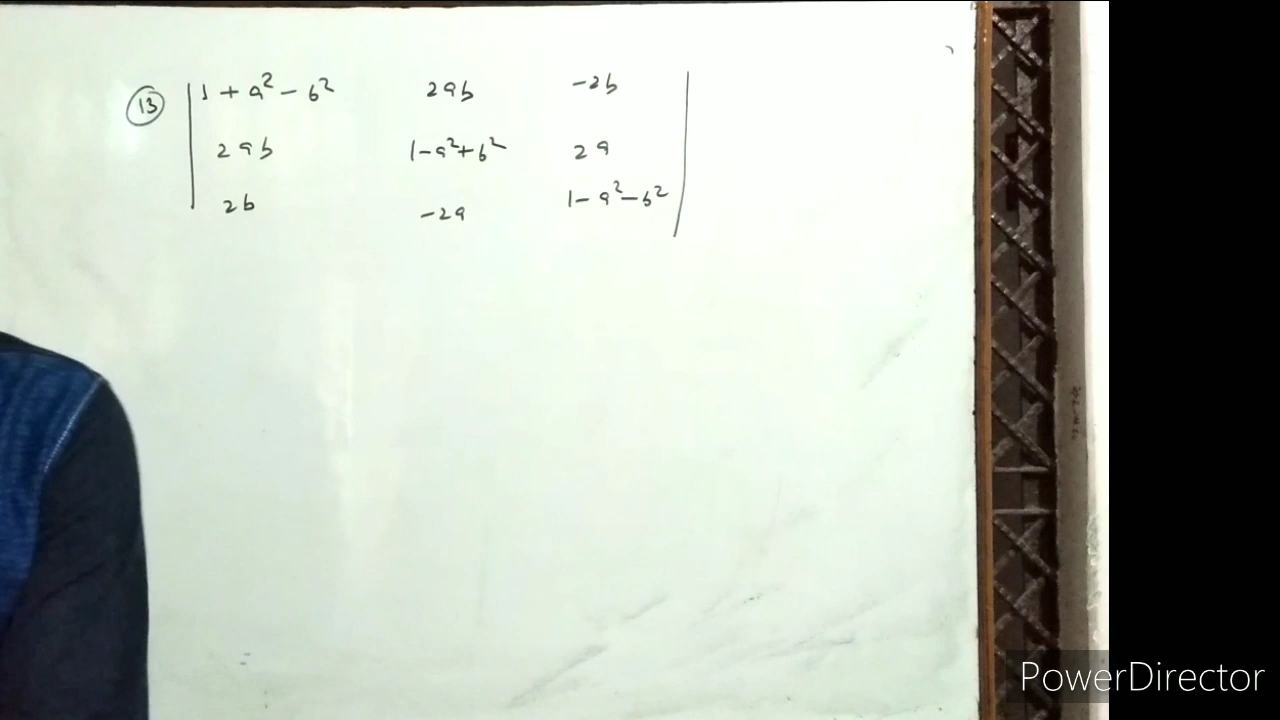 (13) | 1 + a² - b² 2ab -2b |
2ab 1-a²+b² 2a
2b -2a 1-a²-b²
PowerDirector